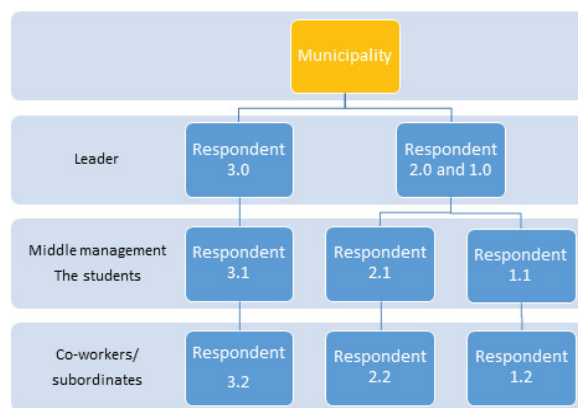 Municipality
Leader
Respondent
3.0
Respondent
2.0 and 1.0
Middle management
The students
Respondent
3.1
Respondent
2.1
Respondent
1.1
Co-workers/
subordinates
Respondent
3.2
Respondent
2.2
Respondent
1.2